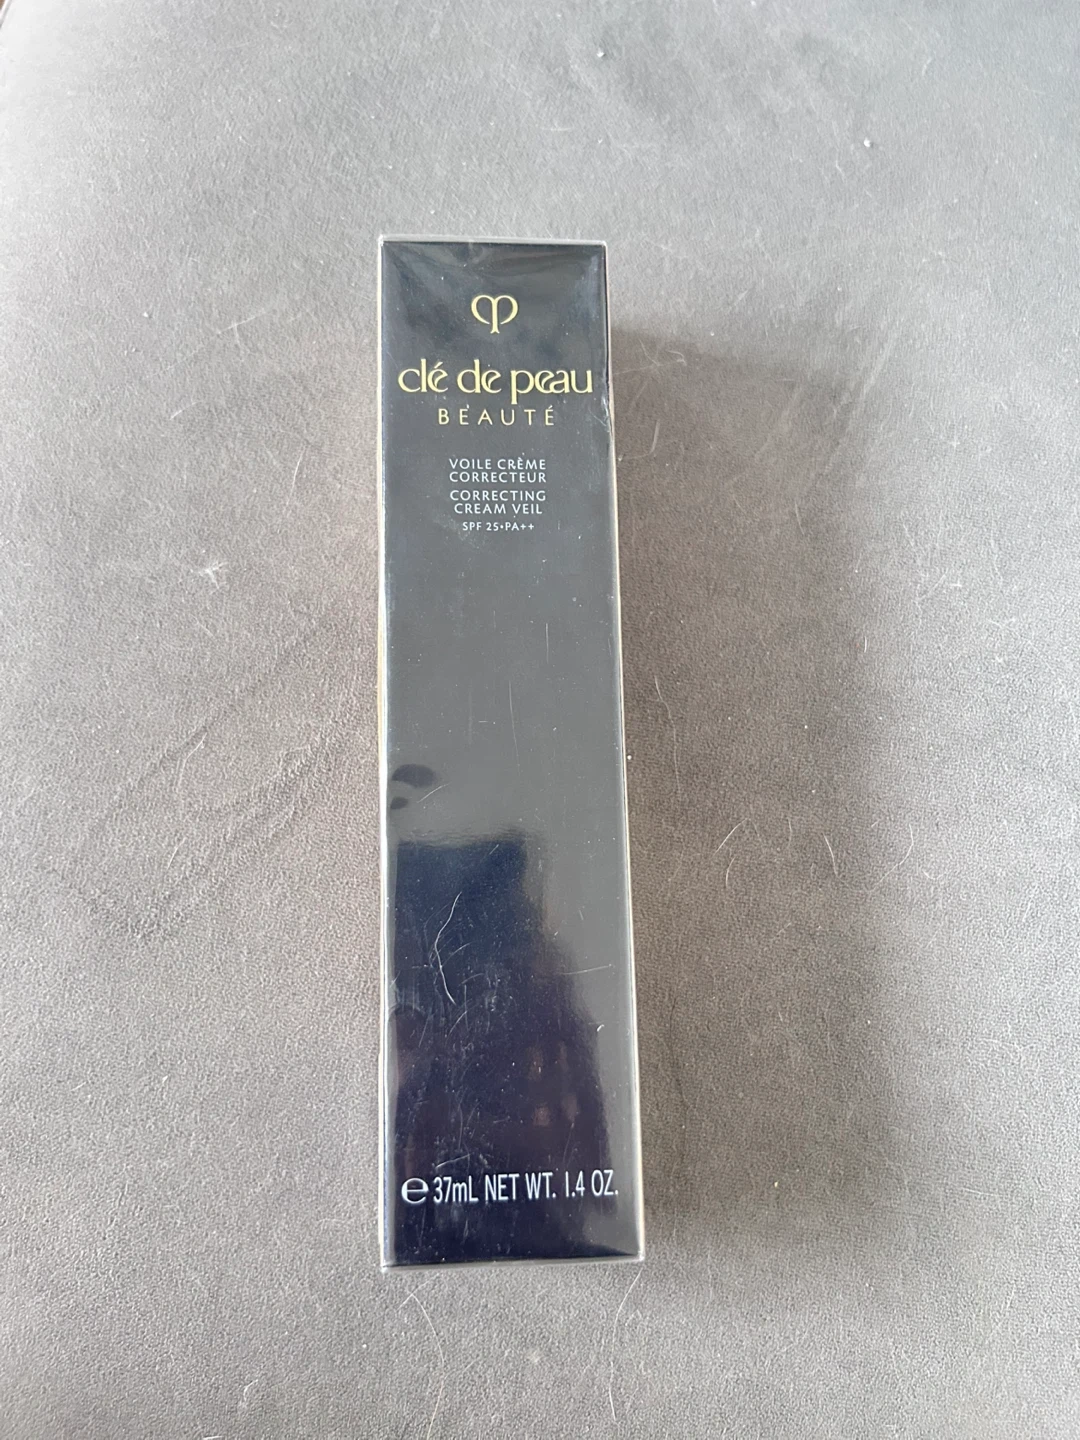 clé de peau
BEAUTÉ
VOILE CRÈME
CORRECTEUR
CORRECTING
CREAM VEIL
SPF 25•PA++
℮ 37mL NET WT. 1.4 OZ.